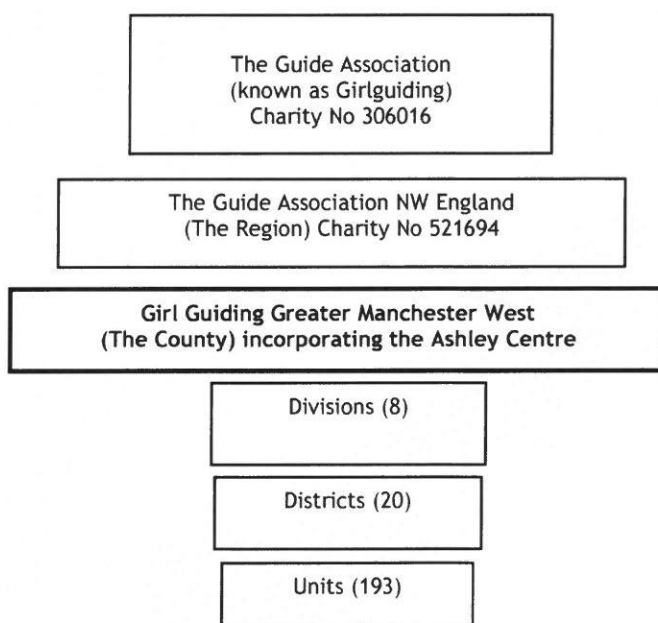 The Guide Association
(known as Girlguiding)
Charity No 306016
The Guide Association NW England
(The Region) Charity No 521694
Girl Guiding Greater Manchester West
(The County) incorporating the Ashley Centre
Divisions (8)
Districts (20)
Units (193)